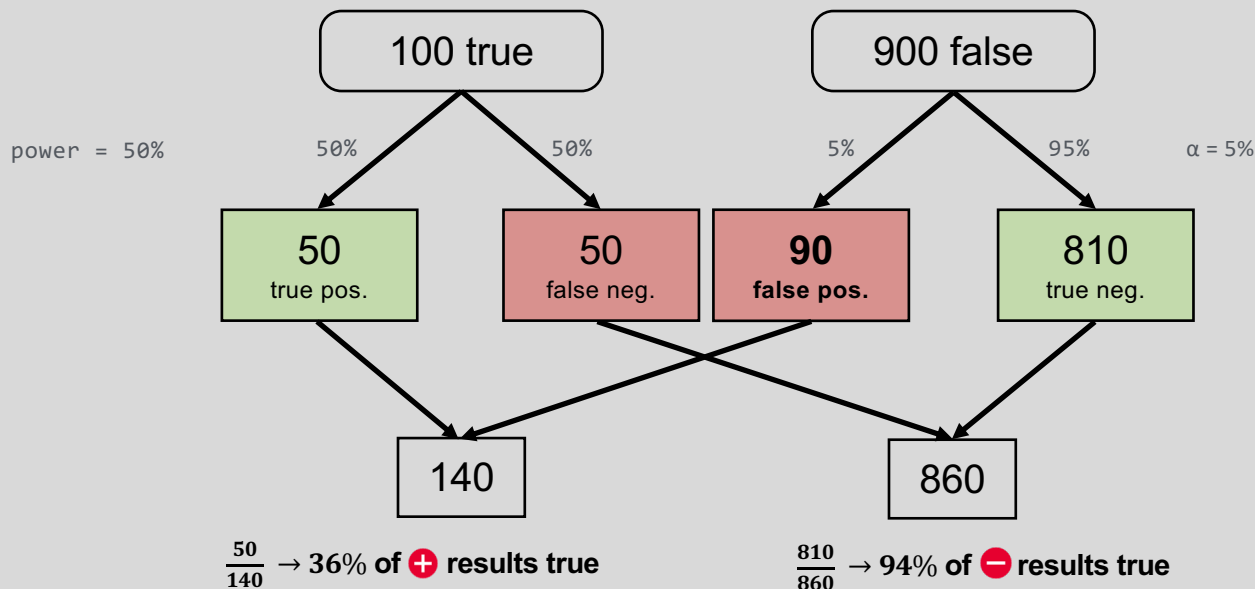 100 true
900 false
power = 50%
50%
50%
5%
95%
α = 5%
50
true pos.
50
false neg.
90
false pos.
810
true neg.
140
860
50/140 → 36% of + results true
810/860 → 94% of − results true